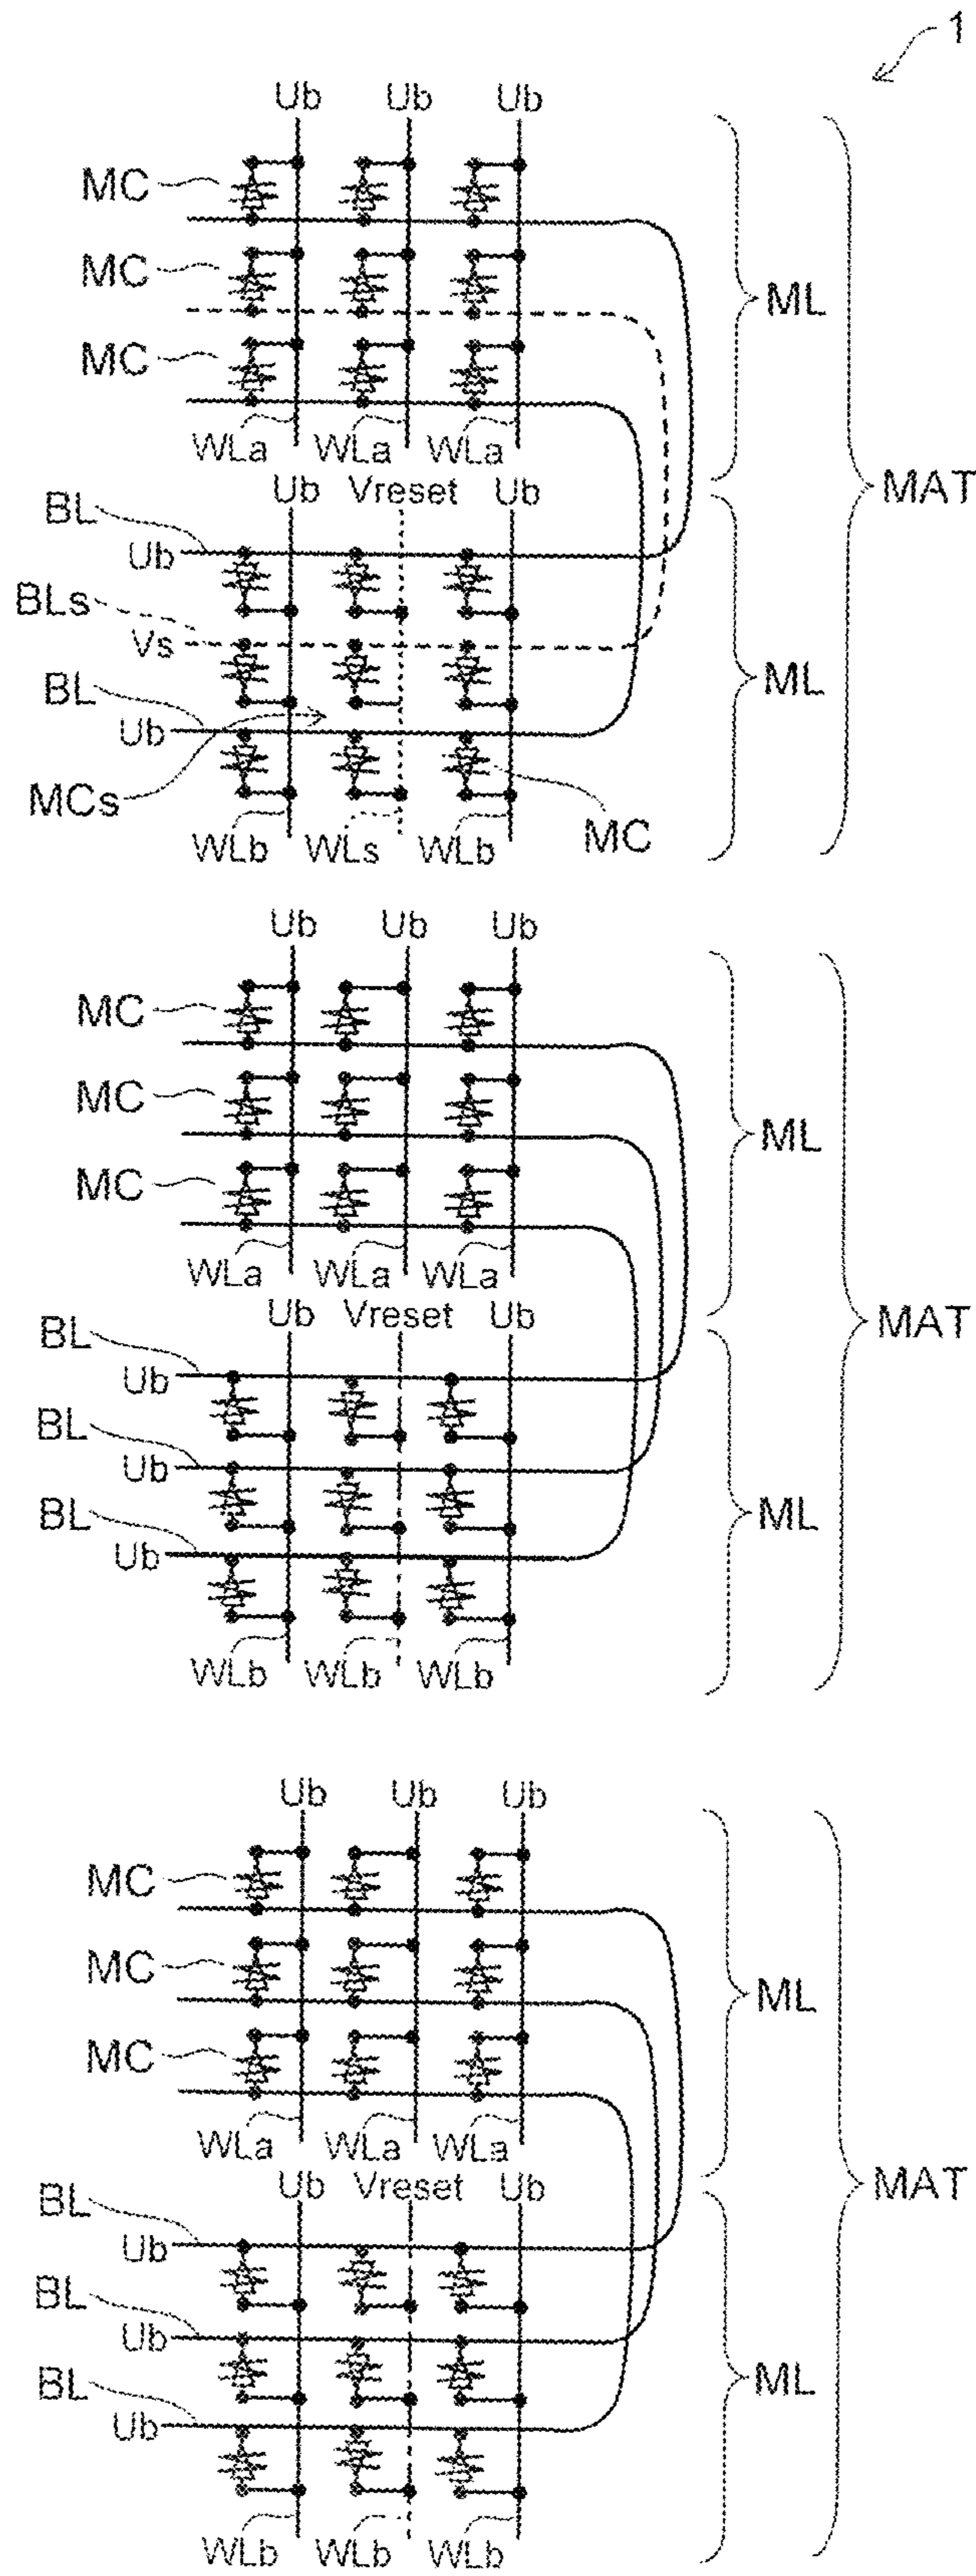 1
Ub Ub Ub
MC
MC
ML
MC
WLa WLa WLa
Ub Vreset Ub
MAT
BL
Ub
BLs
Vs
ML
BL
Ub
MCs
MC
WLb WLs WLb
Ub Ub Ub
MC
MC
ML
MC
WLa WLa WLa
Ub Vreset Ub
MAT
BL
Ub
BL
Ub
BL
ML
Ub
WLb WLb WLb
Ub Ub Ub
MC
MC
ML
MC
WLa WLa WLa
Ub Vreset Ub
MAT
BL
Ub
BL
Ub
BL
ML
Ub
WLb WLb WLb